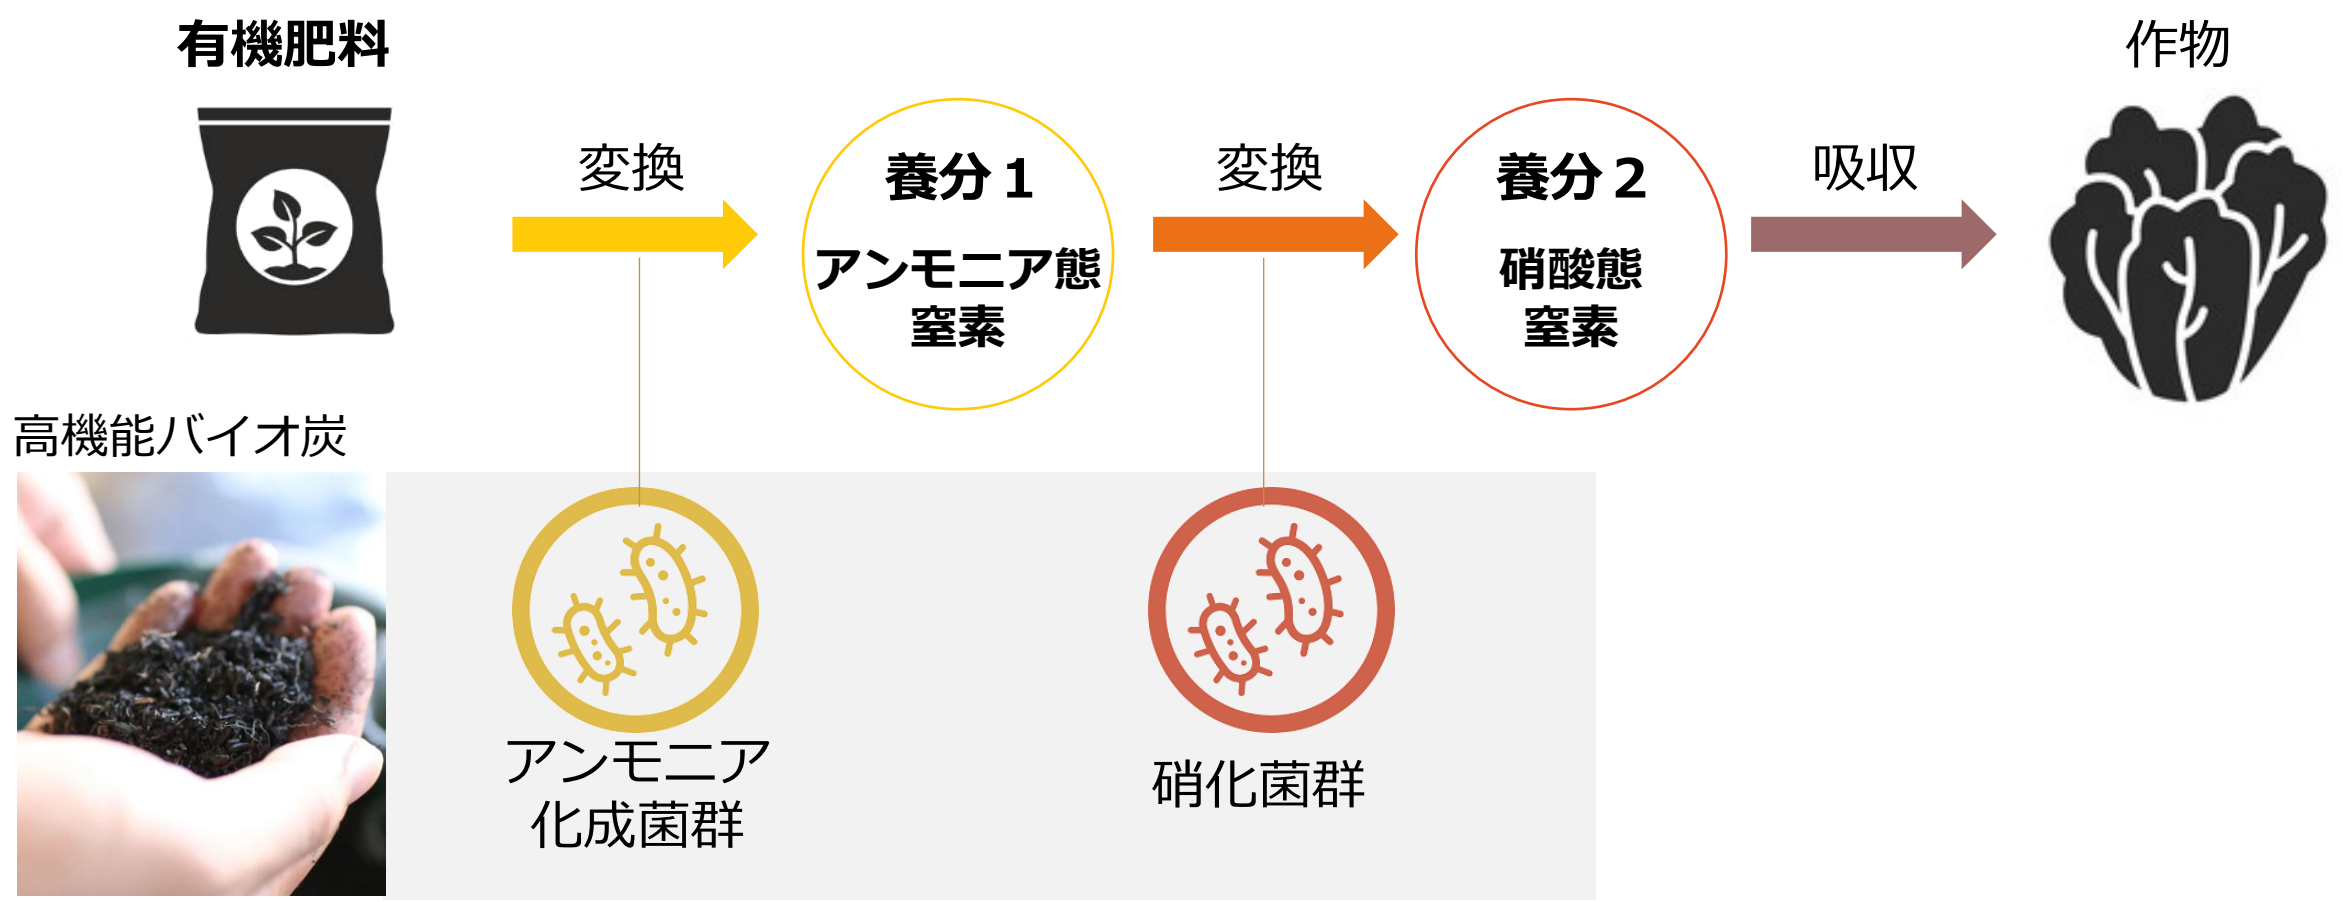 有機肥料
作物
変換
養分1
アンモニア態
窒素
変換
養分2
硝酸態
窒素
吸収
高機能バイオ炭
アンモニア
化成菌群
硝化菌群